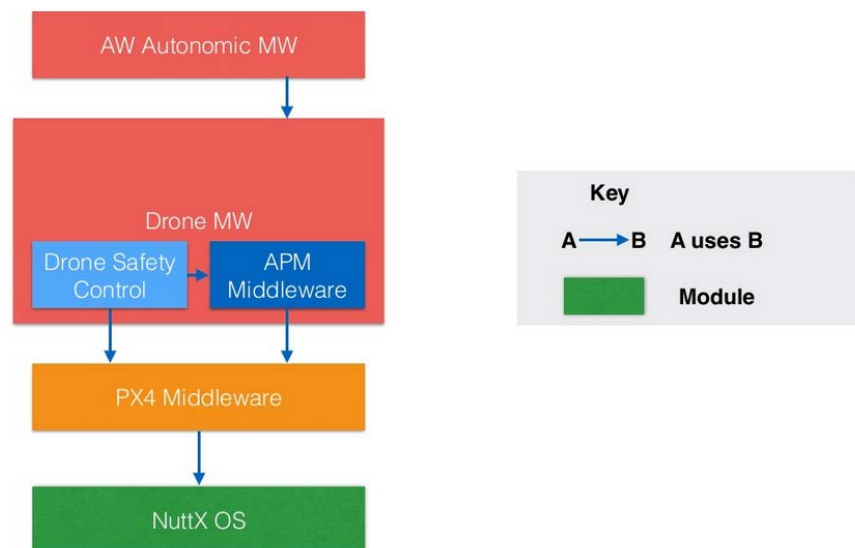 AW Autonomic MW
Drone MW
Drone Safety
Control
APM
Middleware
PX4 Middleware
NuttX OS
Key
A B A uses B
Module